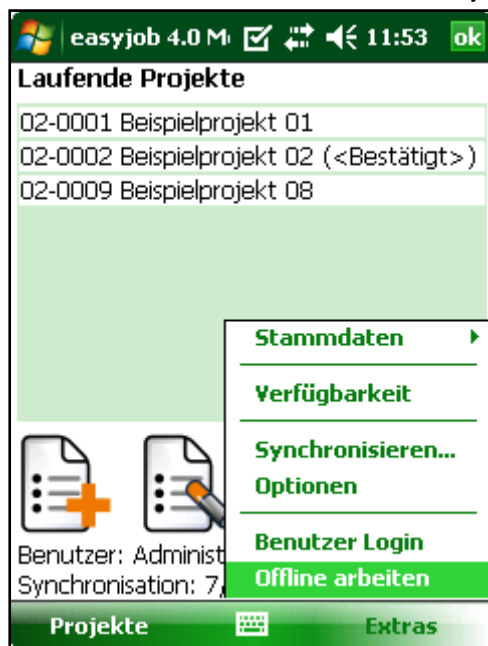 easyjob 4.0 M 11:53 ok
Laufende Projekte
02-0001 Beispielprojekt 01
02-0002 Beispielprojekt 02 (<Bestätigt>)
02-0009 Beispielprojekt 08
Stammdaten
Verfügbarkeit
Synchronisieren...
Optionen
Benutzer Login
Offline arbeiten
Benutzer: Administ
Synchronisation: 7,
Projekte Extras